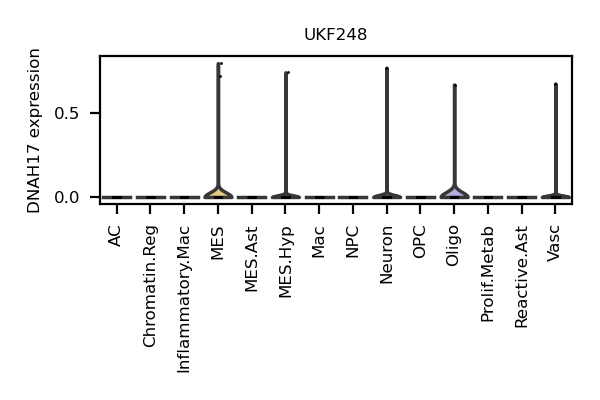 UKF248
DNAH17 expression
0.5
0.0
AC
Chromatin.Reg
Inflammatory.Mac
MES
MES.Ast
MES.Hyp
Mac
NPC
Neuron
OPC
Oligo
Prolif.Metab
Reactive.Ast
Vasc